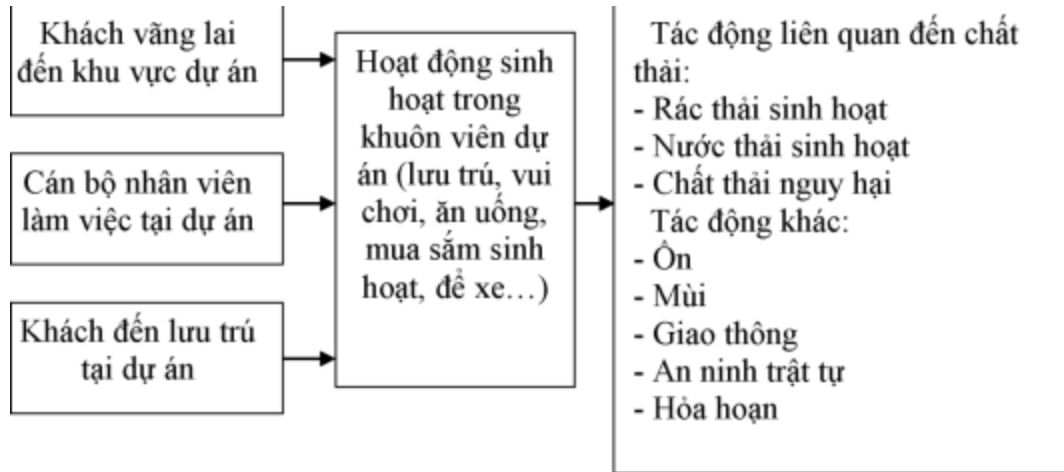 Khách vãng lai
đến khu vực dự án
Cán bộ nhân viên
làm việc tại dự án
Khách đến lưu trú
tại dự án
Hoạt động sinh
hoạt trong
khuôn viên dự
án (lưu trú, vui
chơi, ăn uống,
mua sắm sinh
hoạt, để xe…)
Tác động liên quan đến chất
thải:
- Rác thải sinh hoạt
- Nước thải sinh hoạt
- Chất thải nguy hại
Tác động khác:
- Ồn
- Mùi
- Giao thông
- An ninh trật tự
- Hỏa hoạn